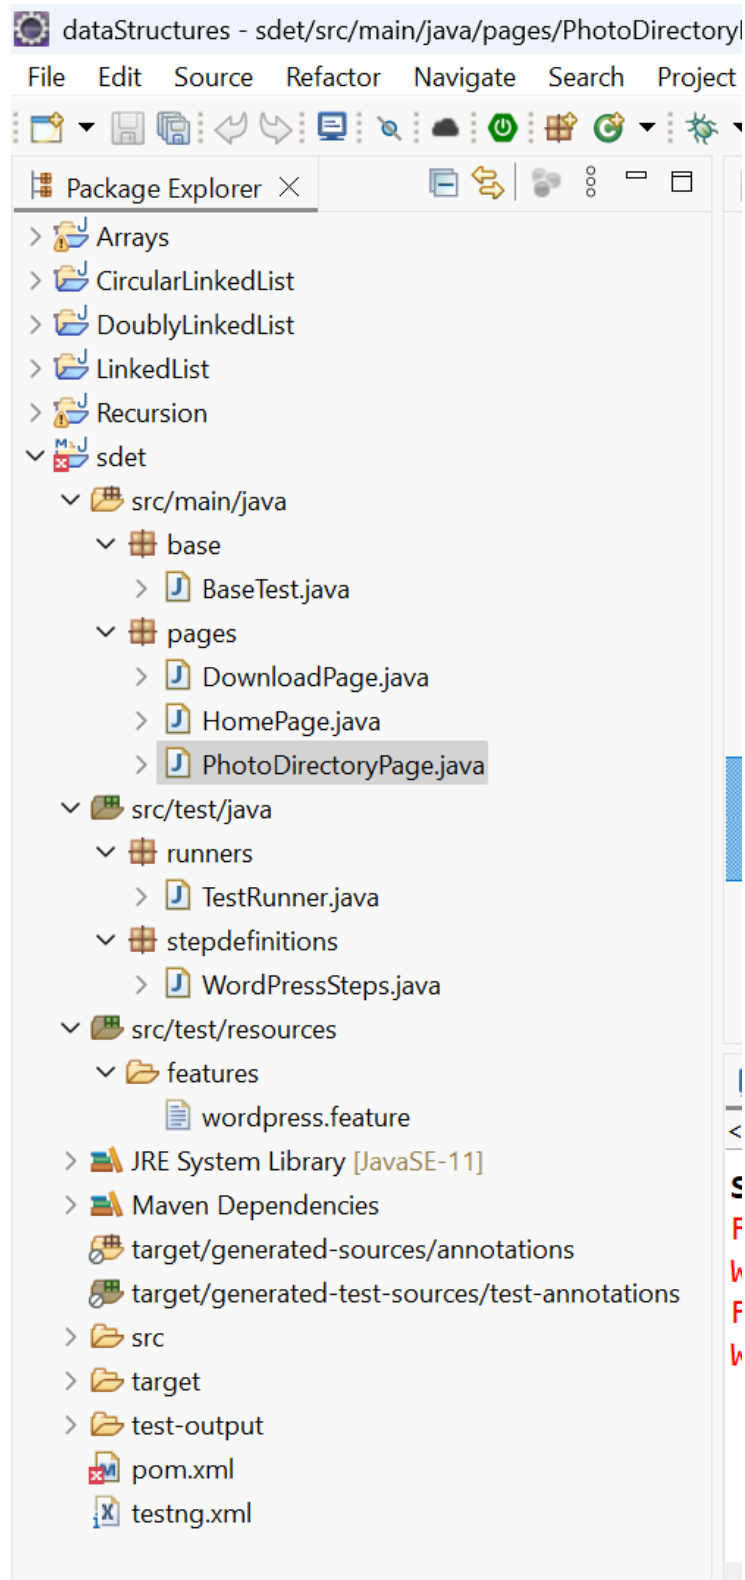 dataStructures - sdet/src/main/java/pages/PhotoDirectory
File Edit Source Refactor Navigate Search Project
Package Explorer
Arrays
CircularLinkedList
DoublyLinkedList
LinkedList
Recursion
sdet
src/main/java
base
BaseTest.java
pages
DownloadPage.java
HomePage.java
PhotoDirectoryPage.java
src/test/java
runners
TestRunner.java
stepdefinitions
WordPressSteps.java
src/test/resources
features
wordpress.feature
JRE System Library [JavaSE-11]
Maven Dependencies
target/generated-sources/annotations
target/generated-test-sources/test-annotations
src
target
test-output
pom.xml
testng.xml